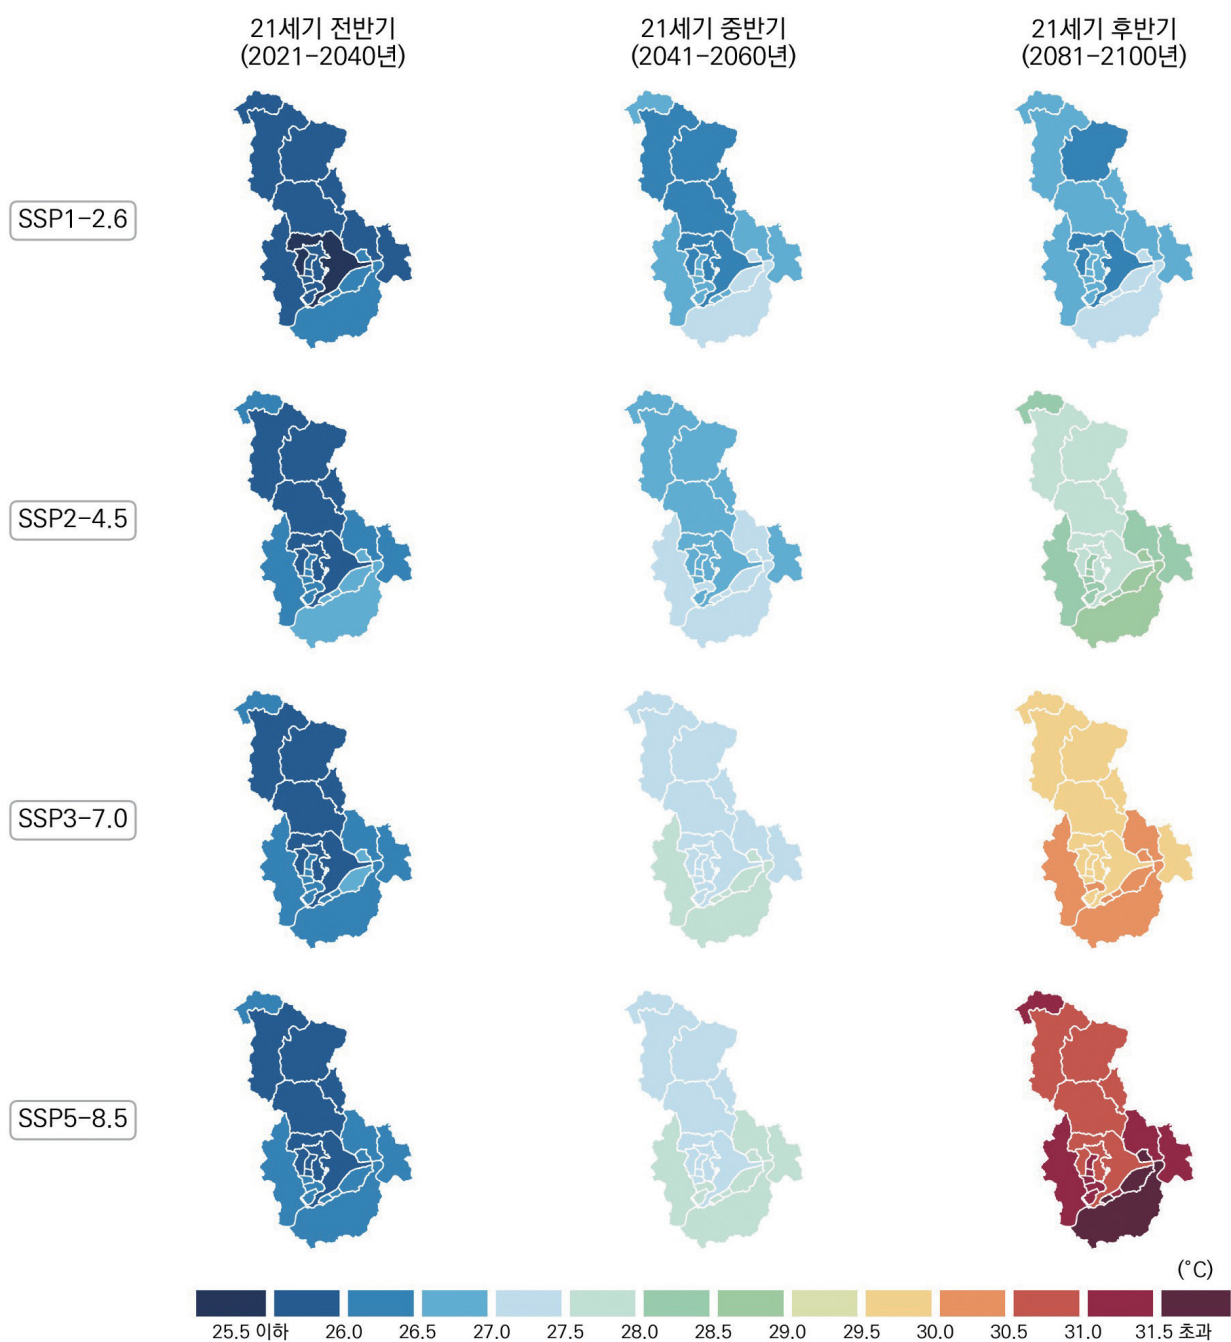 21세기 전반기
(2021-2040년)
21세기 중반기
(2041-2060년)
21세기 후반기
(2081-2100년)
SSP1-2.6
SSP2-4.5
SSP3-7.0
SSP5-8.5
(°C)
25.5 이하 26.0 26.5 27.0 27.5 28.0 28.5 29.0 29.5 30.0 30.5 31.0 31.5 초과